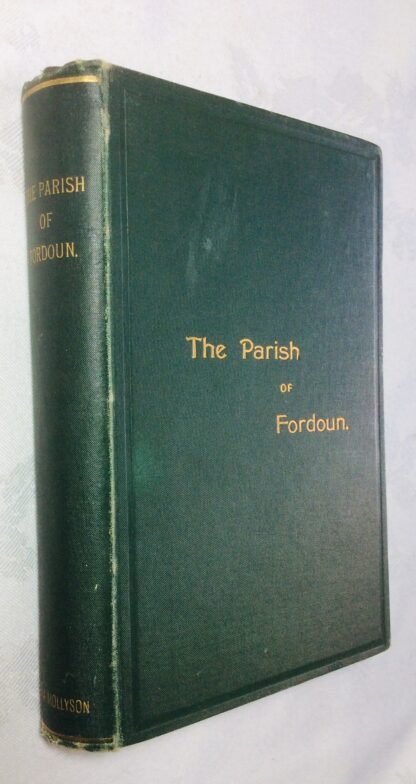 THE PARISH
OF
FORDOUN.
MOLLYSON
The Parish
OF
Fordoun.